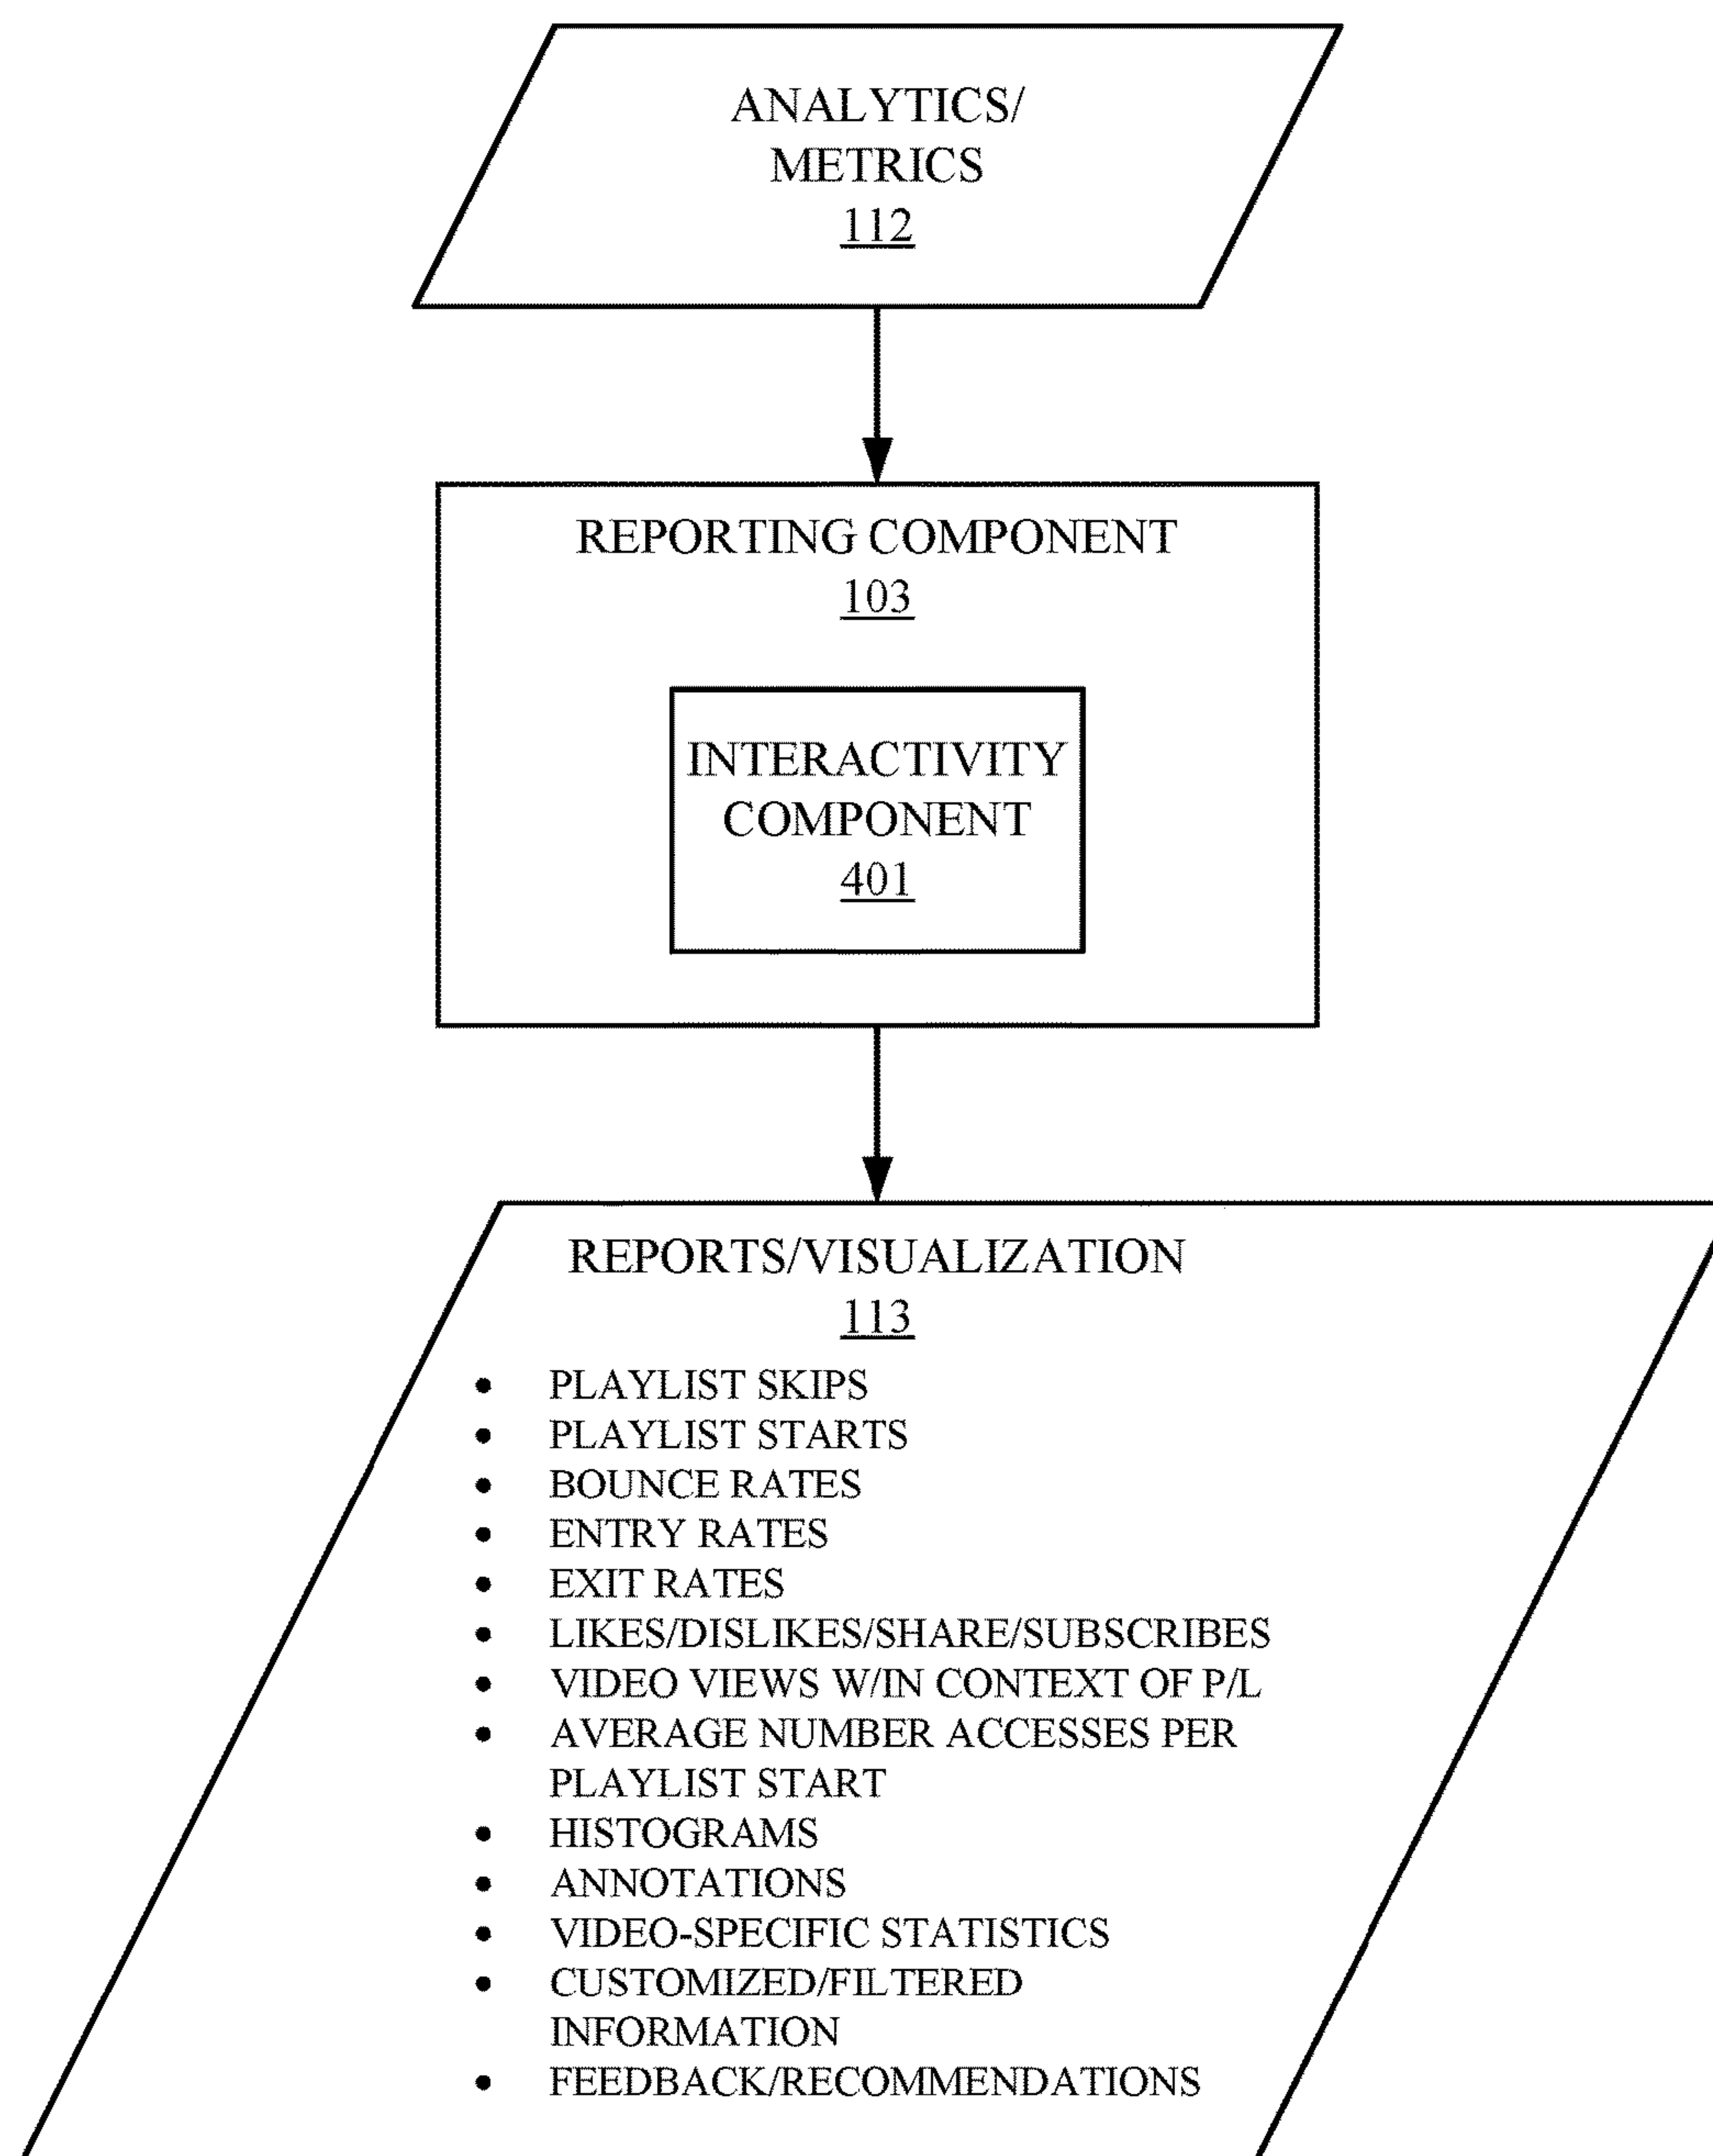 ANALYTICS/
METRICS
112
REPORTING COMPONENT
103
INTERACTIVITY
COMPONENT
401
REPORTS/VISUALIZATION
113
• PLAYLIST SKIPS
• PLAYLIST STARTS
• BOUNCE RATES
• ENTRY RATES
• EXIT RATES
• LIKES/DISLIKES/SHARE/SUBSCRIBES
• VIDEO VIEWS W/IN CONTEXT OF P/L
• AVERAGE NUMBER ACCESSES PER
PLAYLIST START
• HISTOGRAMS
• ANNOTATIONS
• VIDEO-SPECIFIC STATISTICS
• CUSTOMIZED/FILTERED
INFORMATION
• FEEDBACK/RECOMMENDATIONS